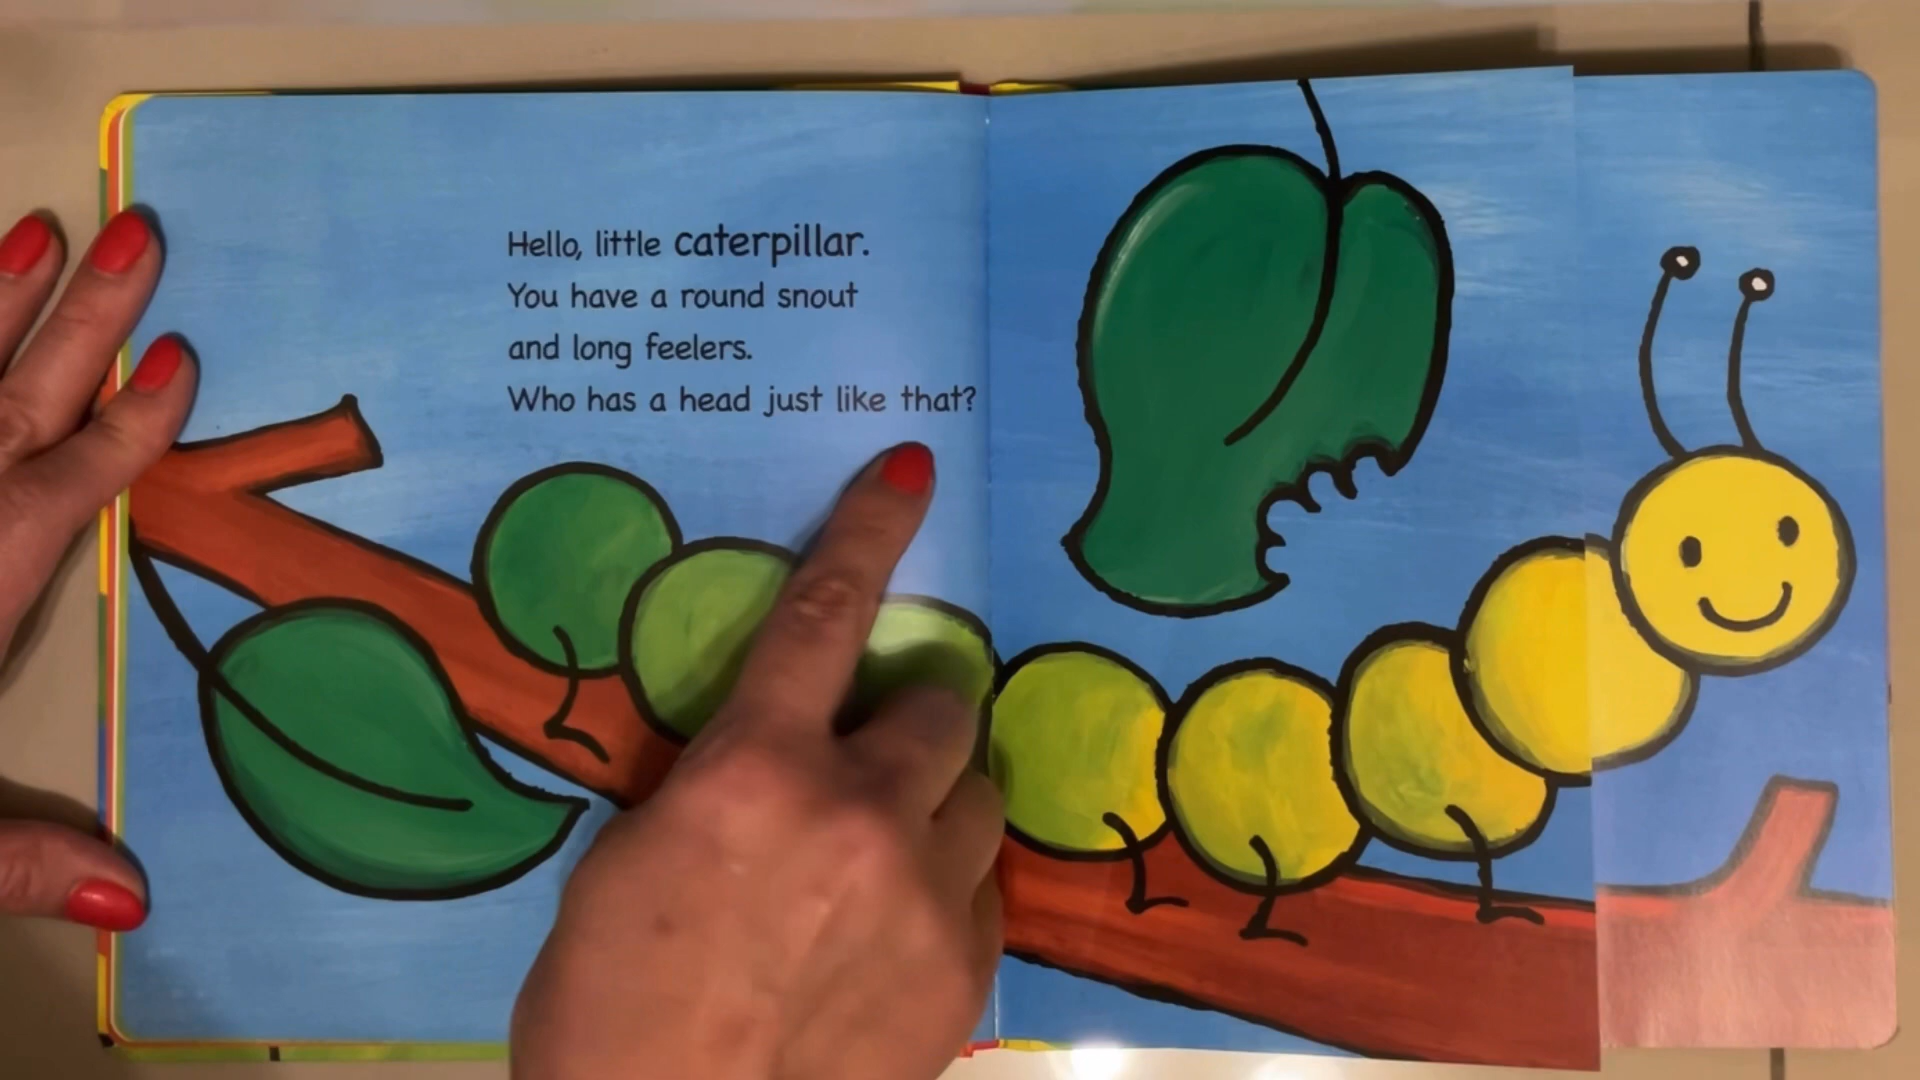 Hello, little caterpillar.
You have a round snout
and long feelers.
Who has a head just like that?